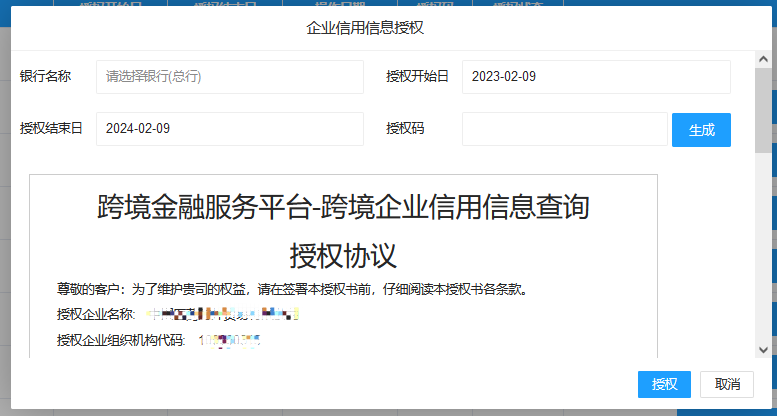 企业信用信息授权
银行名称 请选择银行(总行) 授权开始日 2023-02-09
授权结束日 2024-02-09 授权码 生成
跨境金融服务平台-跨境企业信用信息查询
授权协议
尊敬的客户：为了维护贵司的权益，请在签署本授权书前，仔细阅读本授权书各条款。
授权企业名称:
授权企业组织机构代码:
授权 取消